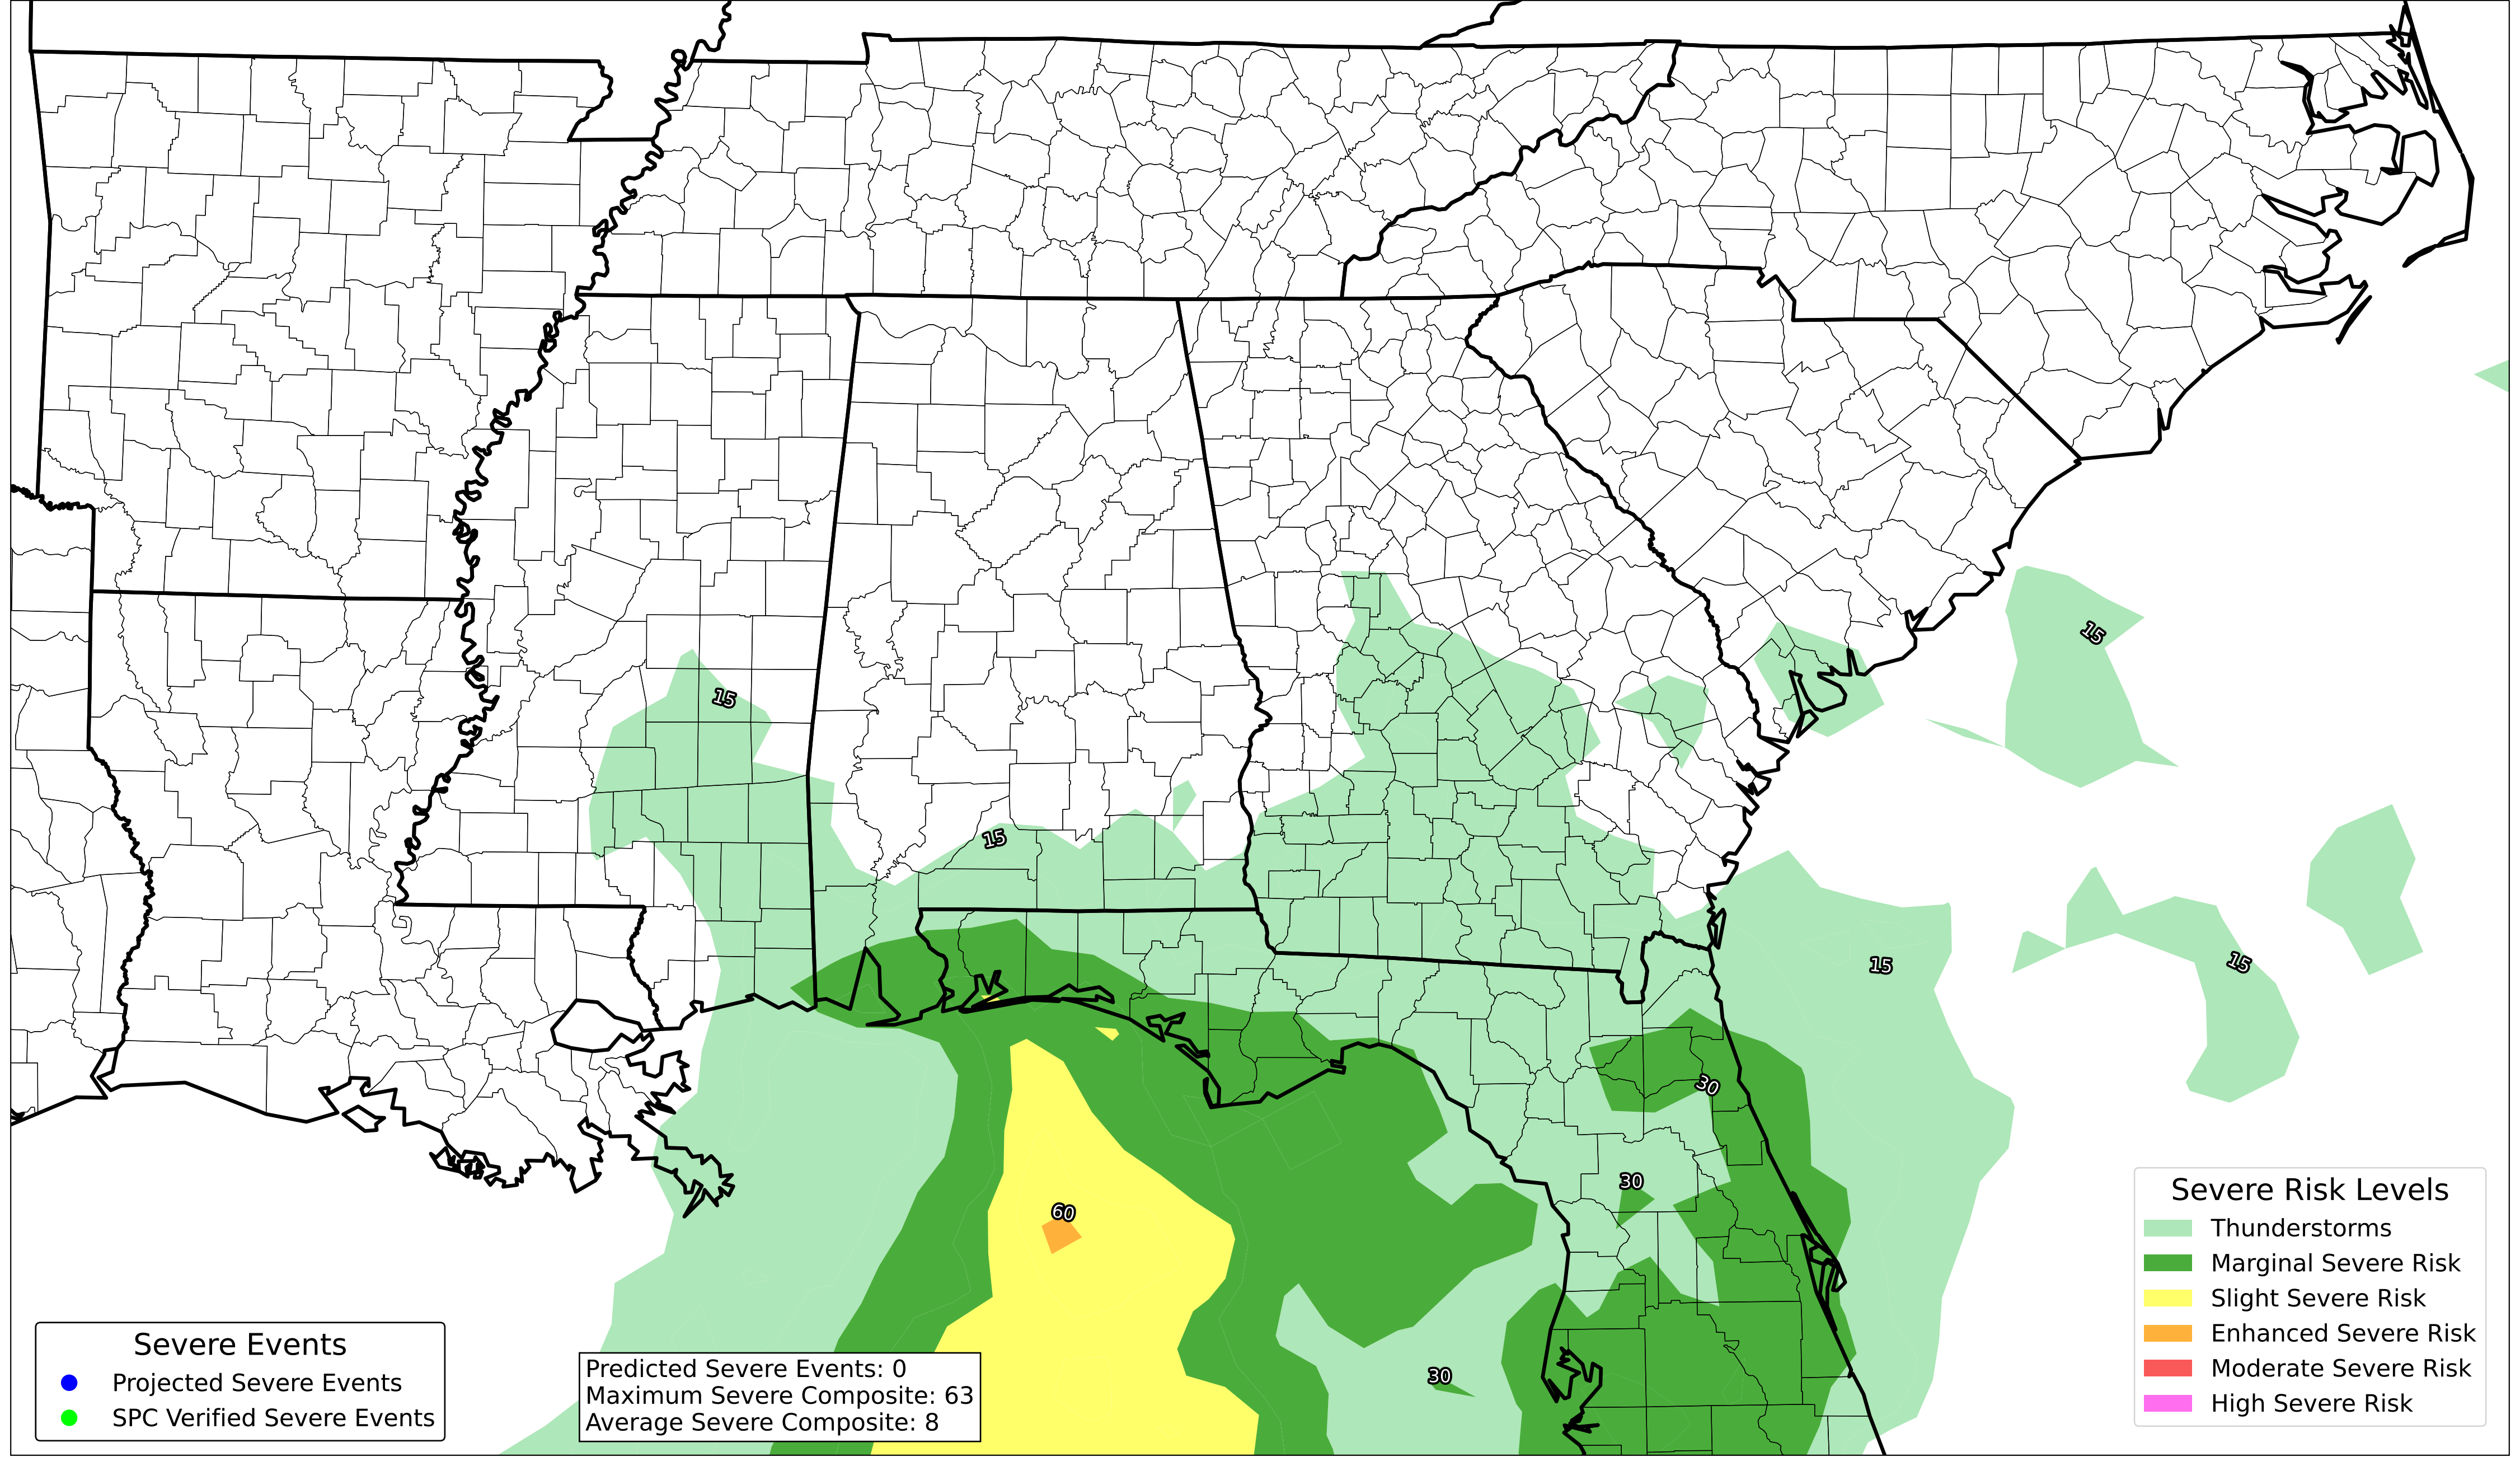 15
15
15
15
15
30
30
60
30
Severe Risk Levels
Thunderstorms
Marginal Severe Risk
Slight Severe Risk
Enhanced Severe Risk
Moderate Severe Risk
High Severe Risk
Severe Events
Projected Severe Events
SPC Verified Severe Events
Predicted Severe Events: 0
Maximum Severe Composite: 63
Average Severe Composite: 8